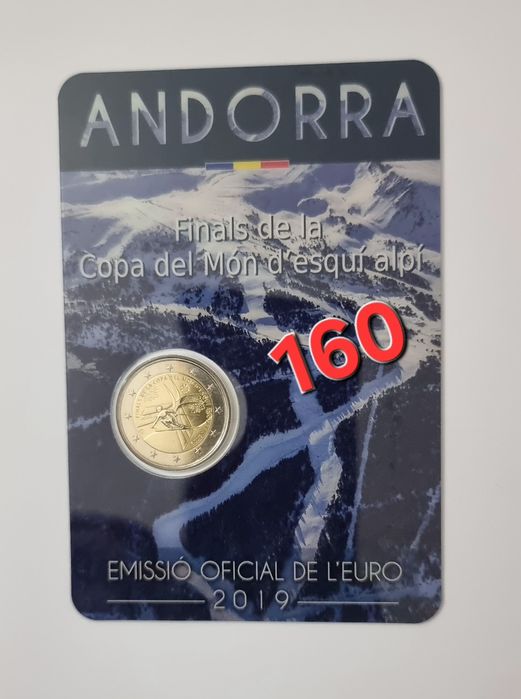 ANDORRA
Finals de la
Copa del Món d'esquí alpí
160
EMISSIÓ OFICIAL DE L'EURO
2019